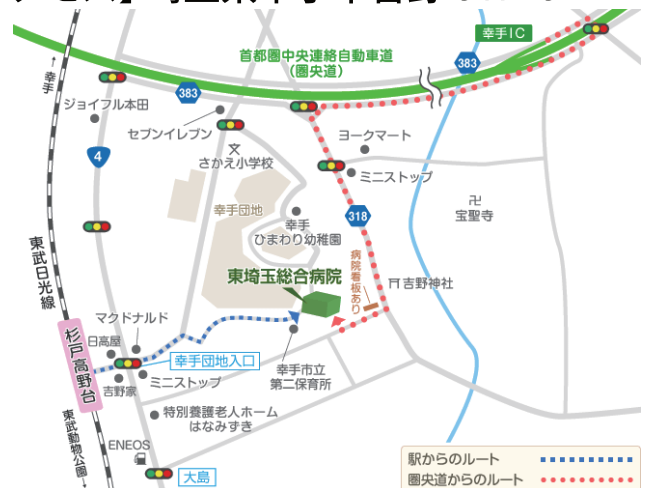 幸手IC
首都圏中央連絡自動車道
(圏央道)
383
383
↑幸手
ジョイフル本田
セブンイレブン
ヨークマート
文
さかえ小学校
ミニストップ
4
幸手団地
318
卍
宝聖寺
幸手
ひまわり幼稚園
東武日光線
病院看板あり
吉野神社
東埼玉総合病院
マクドナルド
日高屋
幸手団地入口
杉戸高野台
幸手市立
第二保育所
吉野家
ミニストップ
特別養護老人ホーム
はなみずき
東武動物公園→
ENEOS
大島
駅からのルート
圏央道からのルート